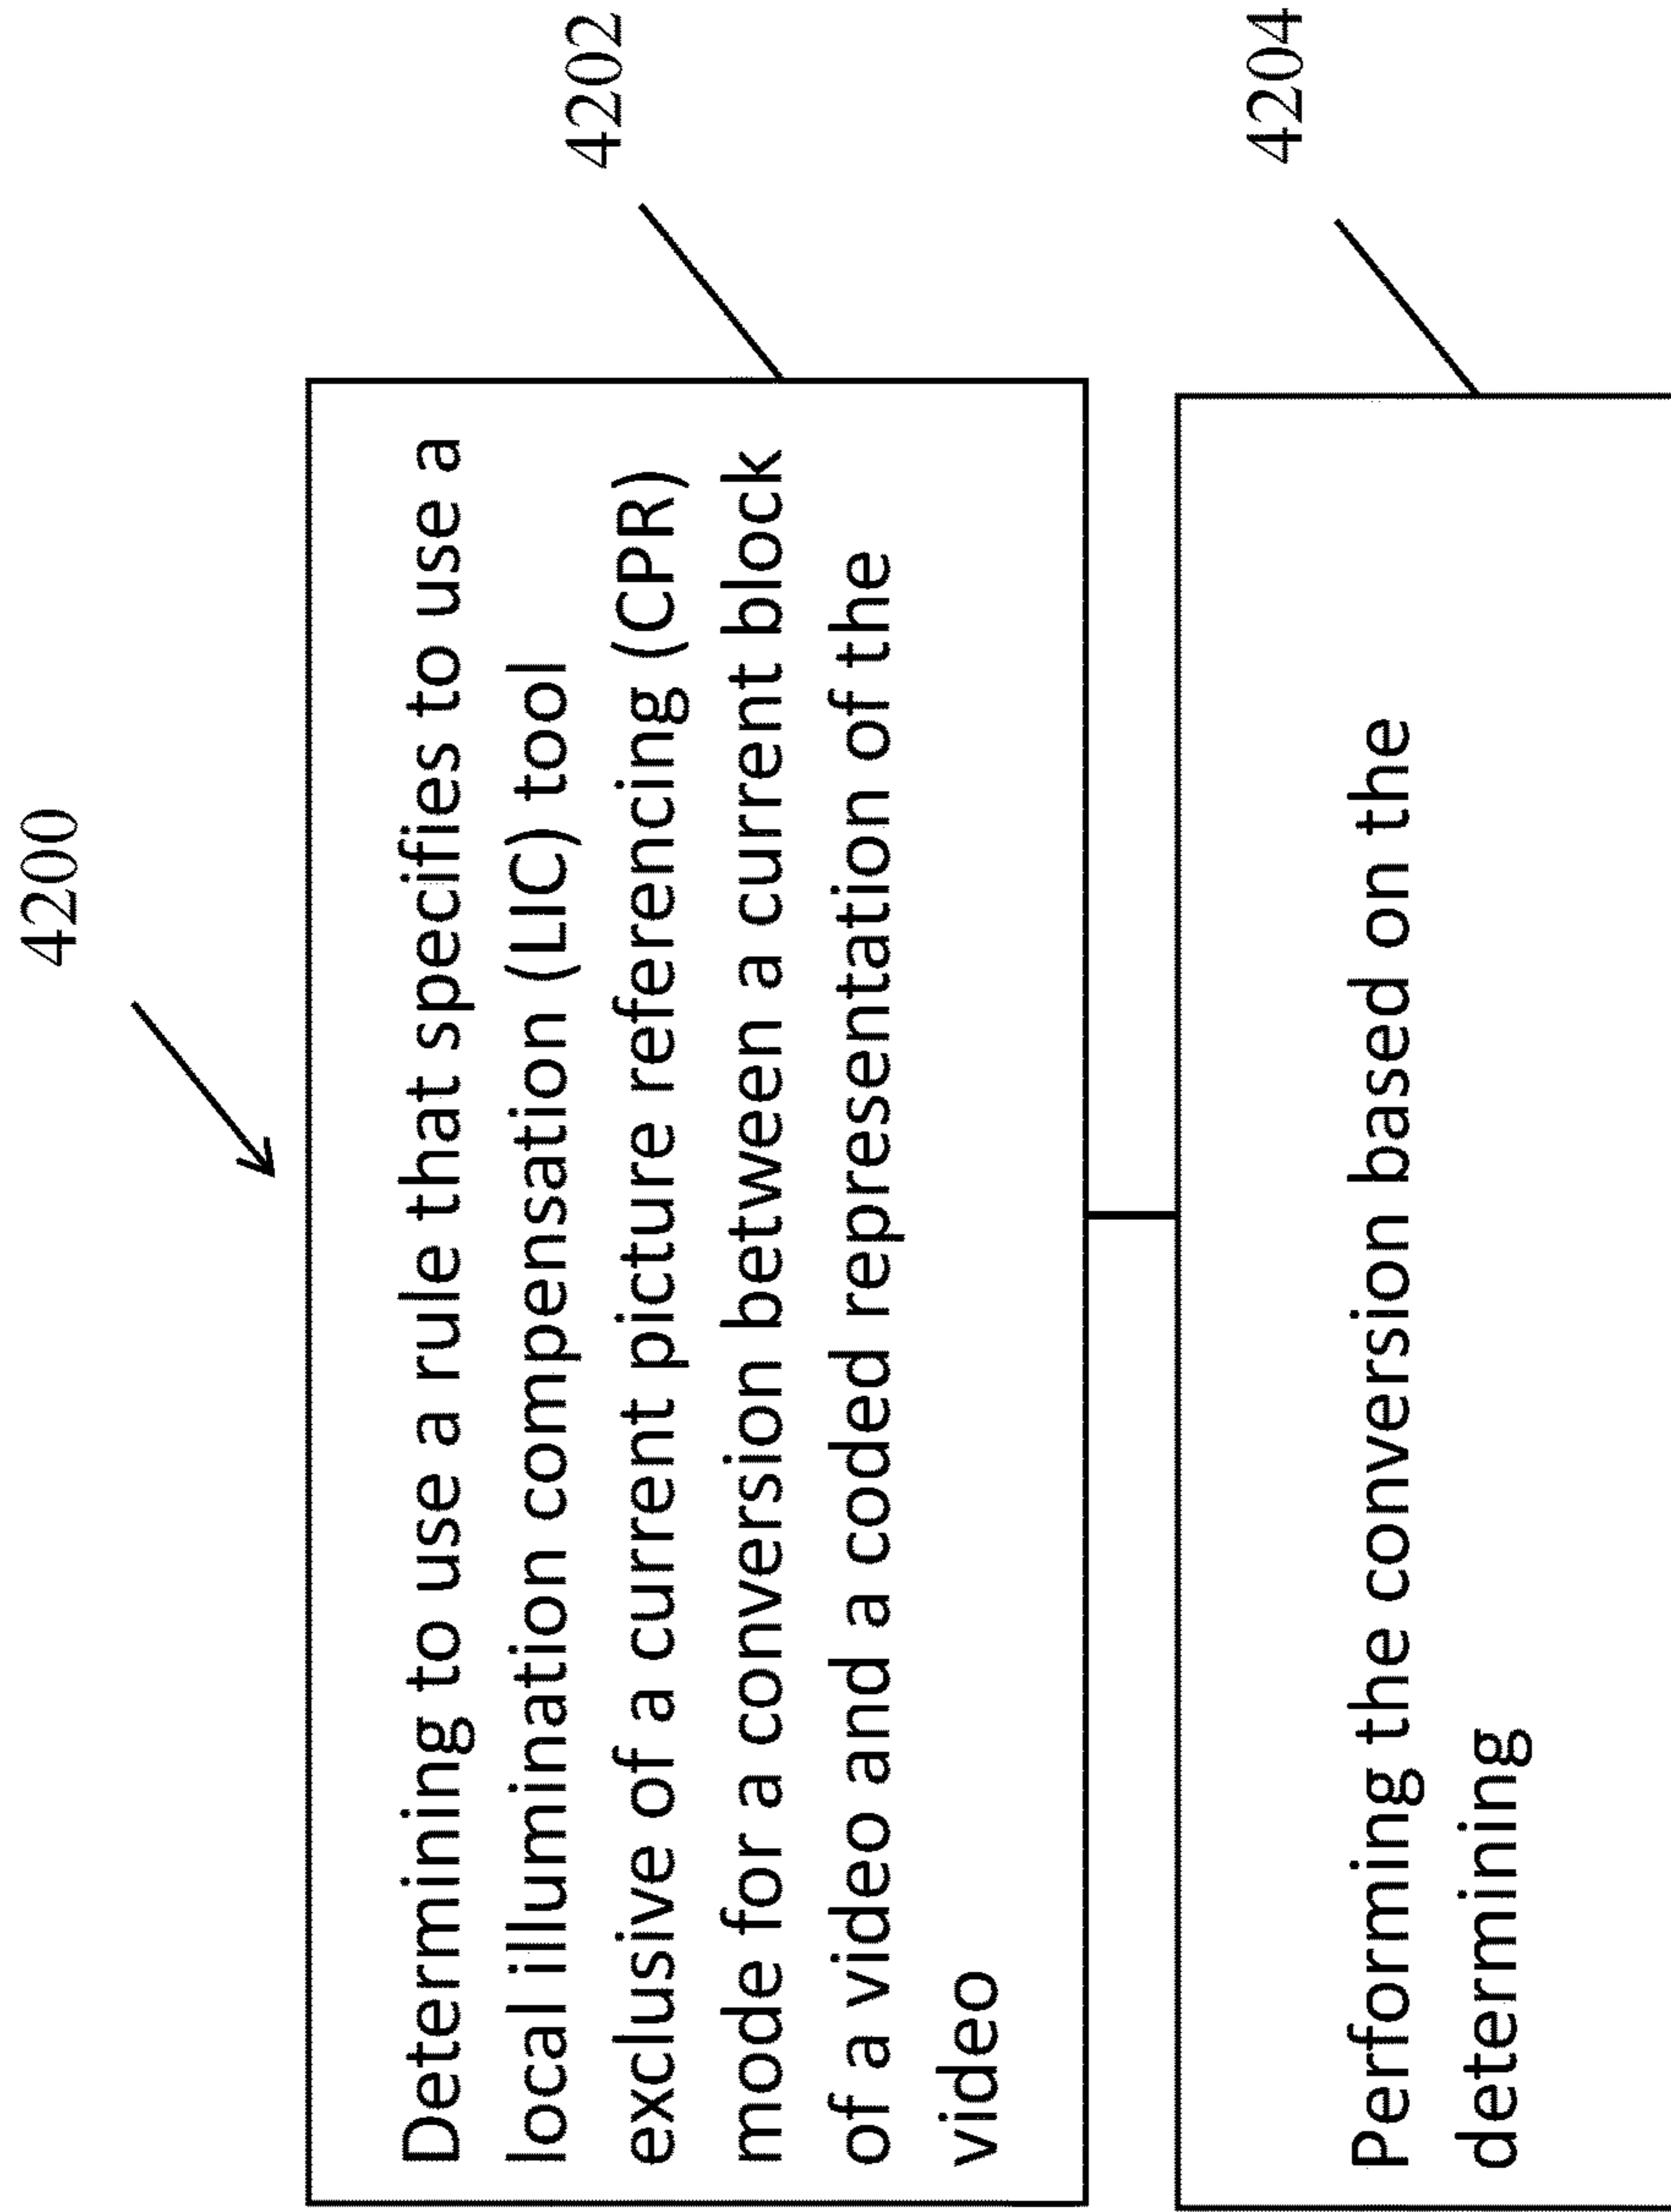 4200
Determining to use a rule that specifies to use a
local illumination compensation (LIC) tool
exclusive of a current picture referencing (CPR)
mode for a conversion between a current block
of a video and a coded representation of the
video
4202
Performing the conversion based on the
determining
4204